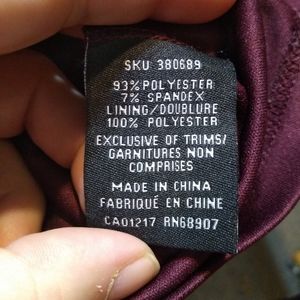 SKU 380689
93% POLYESTER
7% SPANDEX
LINING/DOUBLURE
100% POLYESTER
EXCLUSIVE OF TRIMS/
GARNITURES NON
COMPRISES
MADE IN CHINA
FABRIQUÉ EN CHINE
CA01217 RN68907